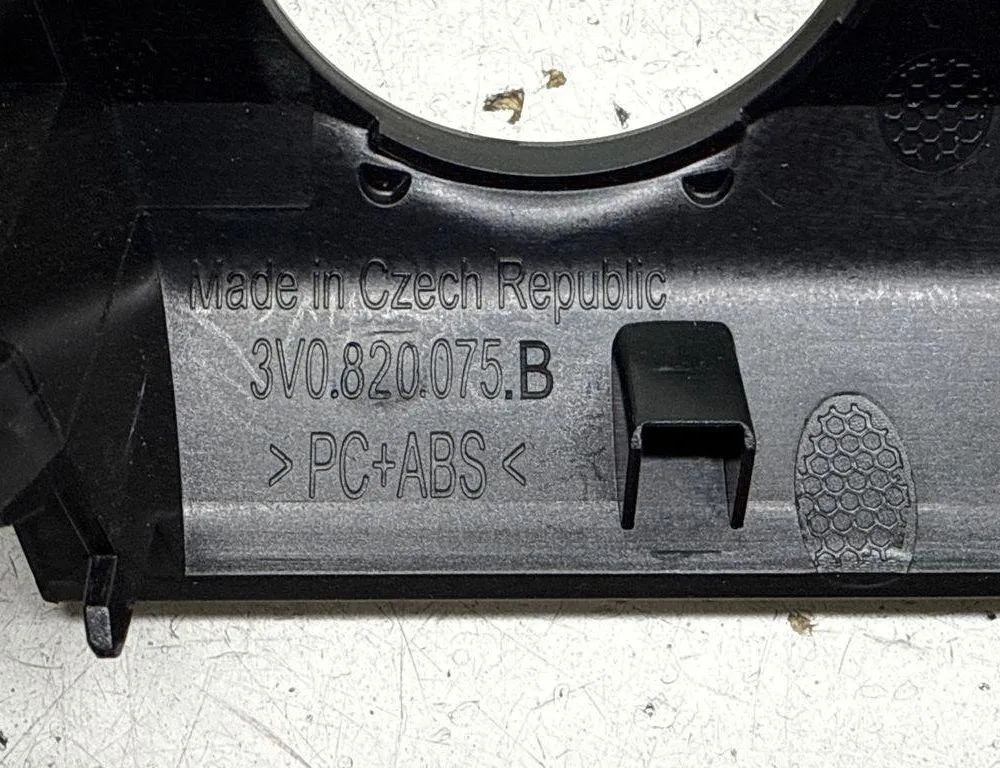 Made in Czech Republic
3V0.820.075.B
>PC+ABS<